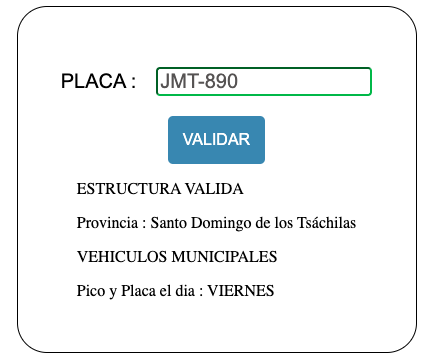 PLACA : JMT-890
VALIDAR
ESTRUCTURA VALIDA
Provincia : Santo Domingo de los Tsáchilas
VEHICULOS MUNICIPALES
Pico y Placa el dia : VIERNES